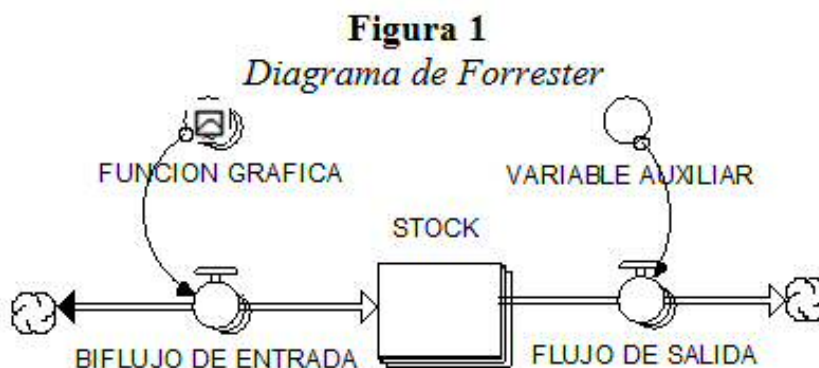 Figura 1
Diagrama de Forrester
FUNCION GRAFICA
VARIABLE AUXILIAR
STOCK
BIFLUJO DE ENTRADA
FLUJO DE SALIDA